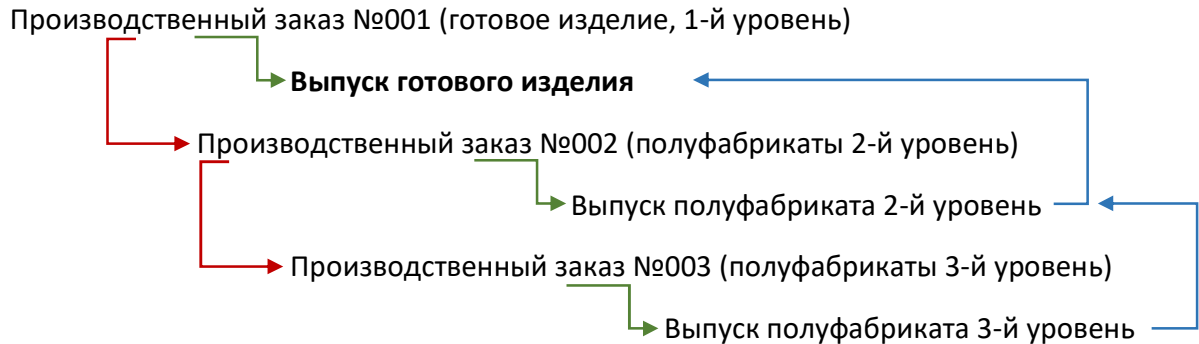 Производственный заказ №001 (готовое изделие, 1-й уровень)
Выпуск готового изделия
Производственный заказ №002 (полуфабрикаты 2-й уровень)
Выпуск полуфабриката 2-й уровень
Производственный заказ №003 (полуфабрикаты 3-й уровень)
Выпуск полуфабриката 3-й уровень